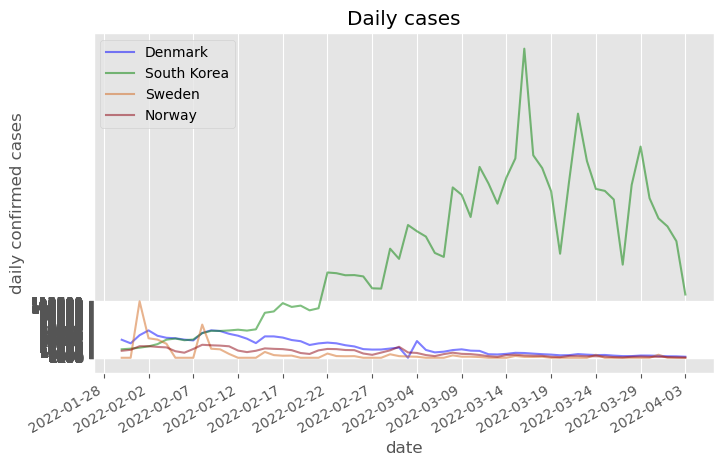 Daily cases
Denmark
South Korea
Sweden
Norway
daily confirmed cases
2022-01-28
2022-02-02
2022-02-07
2022-02-12
2022-02-17
2022-02-22
2022-02-27
2022-03-04
2022-03-09
2022-03-14
2022-03-19
2022-03-24
2022-03-29
2022-04-03
date